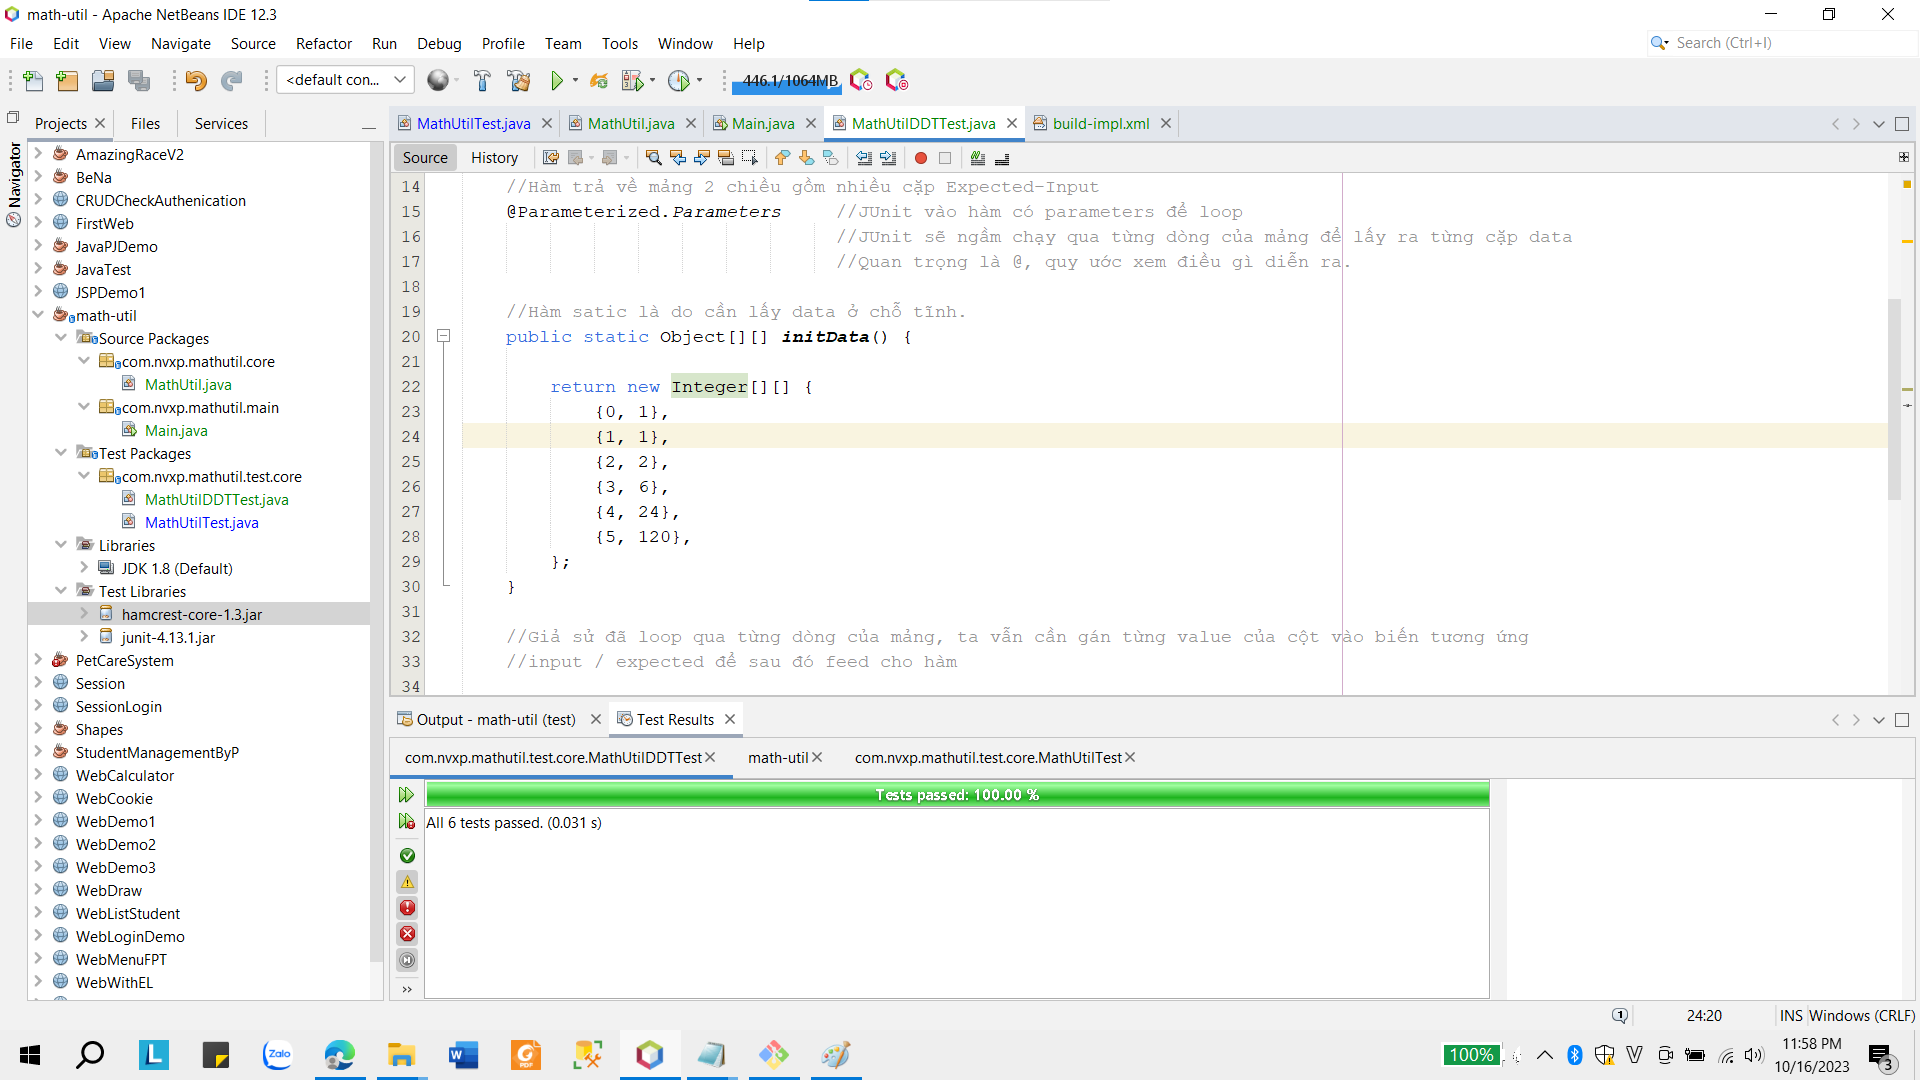 math-util - Apache NetBeans IDE 12.3
File Edit View Navigate Source Refactor Run Debug Profile Team Tools Window Help
Search (Ctrl+I)
<default con...
446.1/1064MB
Projects Files Services
Navigator
AmazingRaceV2
BeNa
CRUDCheckAuthenication
FirstWeb
JavaPJDemo
JavaTest
JSPDemo1
math-util
Source Packages
com.nvxp.mathutil.core
MathUtil.java
com.nvxp.mathutil.main
Main.java
Test Packages
com.nvxp.mathutil.test.core
MathUtilDDTTest.java
MathUtilTest.java
Libraries
JDK 1.8 (Default)
Test Libraries
hamcrest-core-1.3.jar
junit-4.13.1.jar
PetCareSystem
Session
SessionLogin
Shapes
StudentManagementByP
WebCalculator
WebCookie
WebDemo1
WebDemo2
WebDemo3
WebDraw
WebListStudent
WebLoginDemo
WebMenuFPT
WebWithEL
MathUtilTest.java MathUtil.java Main.java MathUtilDDTTest.java build-impl.xml
Source History
14 //Hàm trả về mảng 2 chiều gồm nhiều cặp Expected-Input
15 @Parameterized.Parameters //JUnit vào hàm có parameters để loop
16 //JUnit sẽ ngầm chạy qua từng dòng của mảng để lấy ra từng cặp data
17 //Quan trọng là @, quy ước xem điều gì diễn ra.
18
19 //Hàm satic là do cần lấy data ở chỗ tĩnh.
20 public static Object[][] initData() {
21
22 return new Integer[][] {
23 {0, 1},
24 {1, 1},
25 {2, 2},
26 {3, 6},
27 {4, 24},
28 {5, 120},
29 };
30 }
31
32 //Giả sử đã loop qua từng dòng của mảng, ta vẫn cần gán từng value của cột vào biến tương ứng
33 //input / expected để sau đó feed cho hàm
34
Output - math-util (test) Test Results
com.nvxp.mathutil.test.core.MathUtilDDTTest math-util com.nvxp.mathutil.test.core.MathUtilTest
Tests passed: 100.00 %
All 6 tests passed. (0.031 s)
1 24:20 INS Windows (CRLF)
L Zalo W PDF
100%
V
11:58 PM
10/16/2023
3